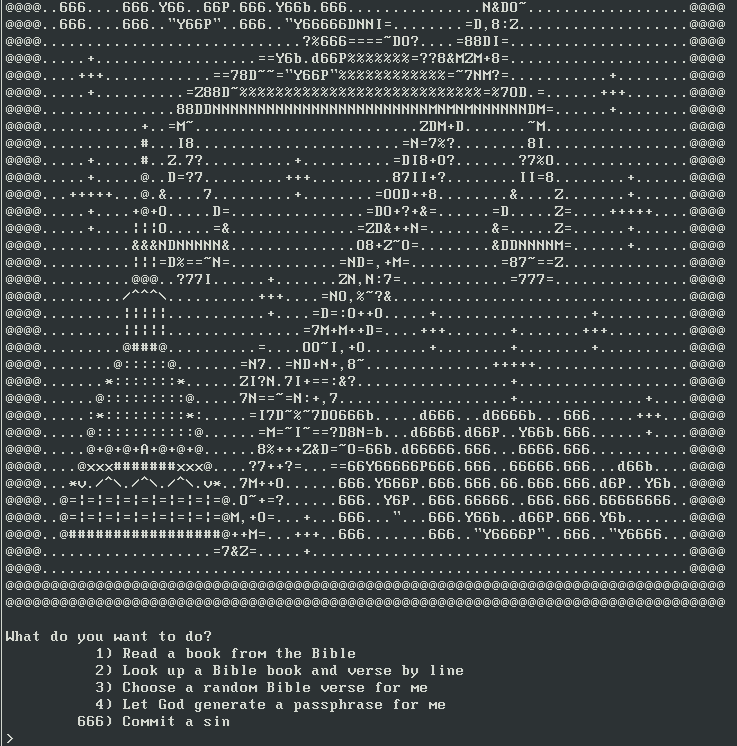 What do you want to do?
1) Read a book from the Bible
2) Look up a Bible book and verse by line
3) Choose a random Bible verse for me
4) Let God generate a passphrase for me
666) Commit a sin
>